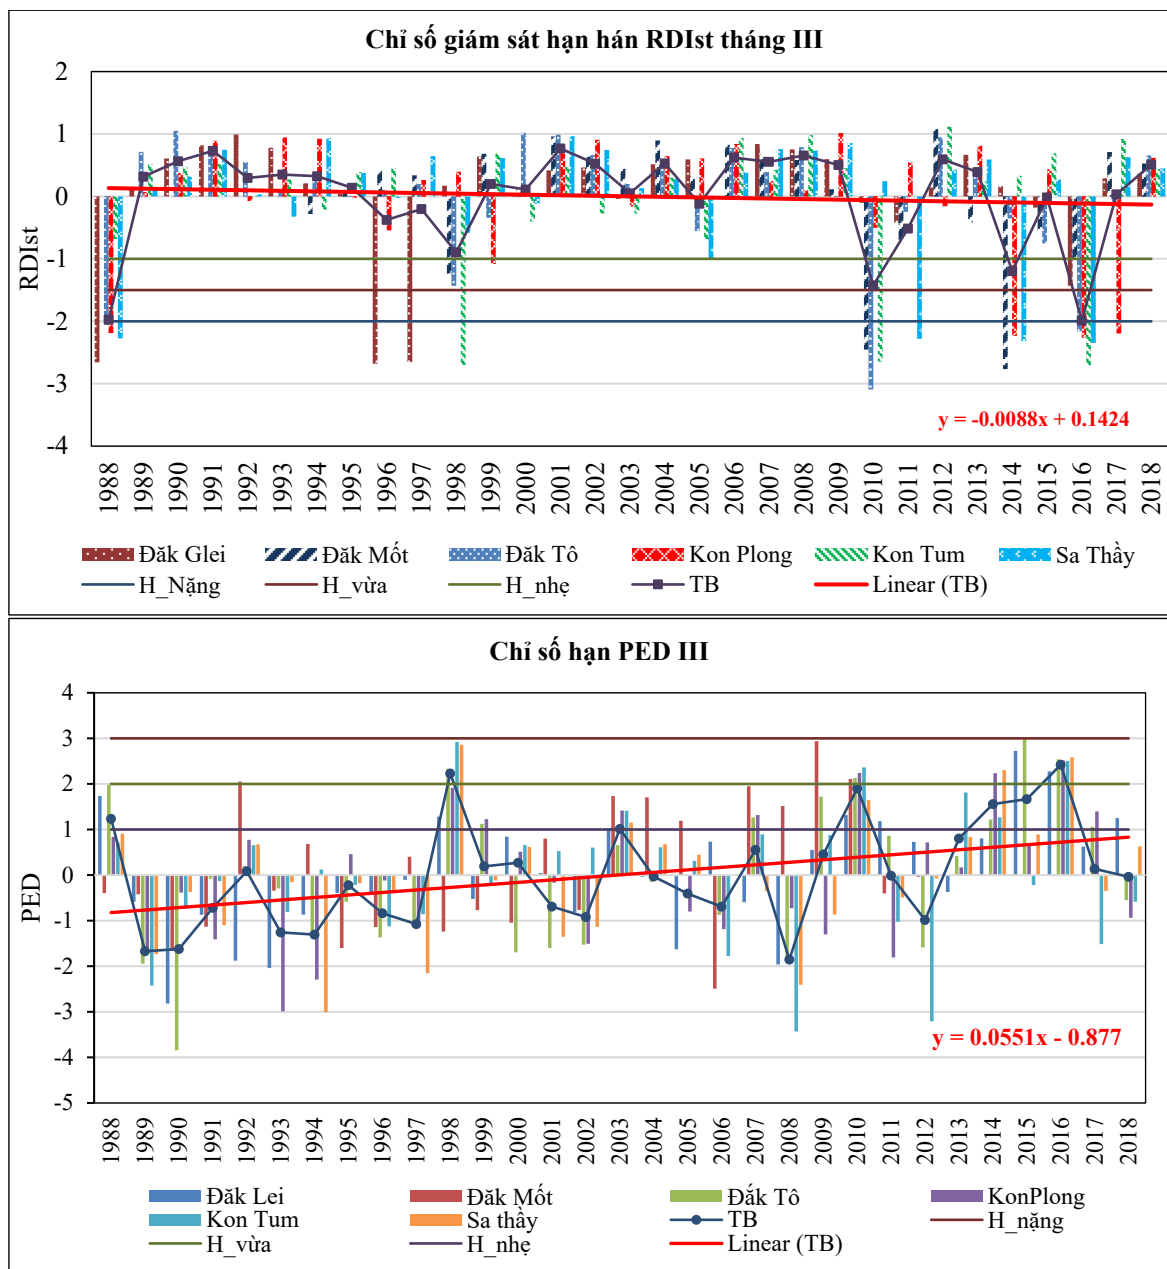 Chỉ số giám sát hạn hán RDIst tháng III
2
1
0
-1
-2
-3
-4
RDIst
y = -0.0088x + 0.1424
1988 1989 1990 1991 1992 1993 1994 1995 1996 1997 1998 1999 2000 2001 2002 2003 2004 2005 2006 2007 2008 2009 2010 2011 2012 2013 2014 2015 2016 2017 2018
Đăk Glei Đăk Mốt Đăk Tô Kon Plong Kon Tum Sa Thầy
H_Nặng H_vừa H_nhẹ TB Linear (TB)
Chỉ số hạn PED III
4
3
2
1
0
-1
-2
-3
-4
-5
PED
y = 0.0551x - 0.877
1988 1989 1990 1991 1992 1993 1994 1995 1996 1997 1998 1999 2000 2001 2002 2003 2004 2005 2006 2007 2008 2009 2010 2011 2012 2013 2014 2015 2016 2017 2018
Đăk Lei Đăk Mốt Đắk Tô KonPlong
Kon Tum Sa thầy TB H_nặng
H_vừa H_nhẹ Linear (TB)